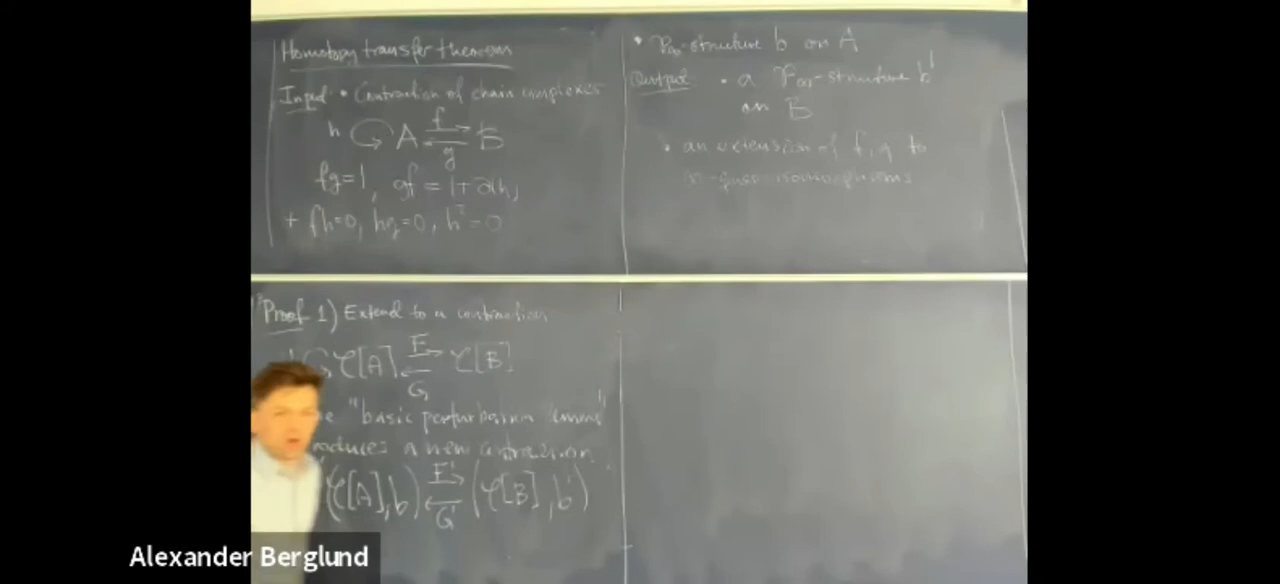 Homotopy transfer theorem
Input • Contraction of chain complexes
h A f B
g
fg=1, gf = 1+∂(h)
+ fh=0, hg=0, h²=0
• P∞-structure b on A
Output • a P∞-structure b'
on B
• an extension of f, g to
∞-quasi-isomorphisms
Proof 1) Extend to a contraction
[A] F [B]
G
"basic perturbation lemma"
produces a new contraction
([A], b) F' ([B], b')
G'
Alexander Berglund